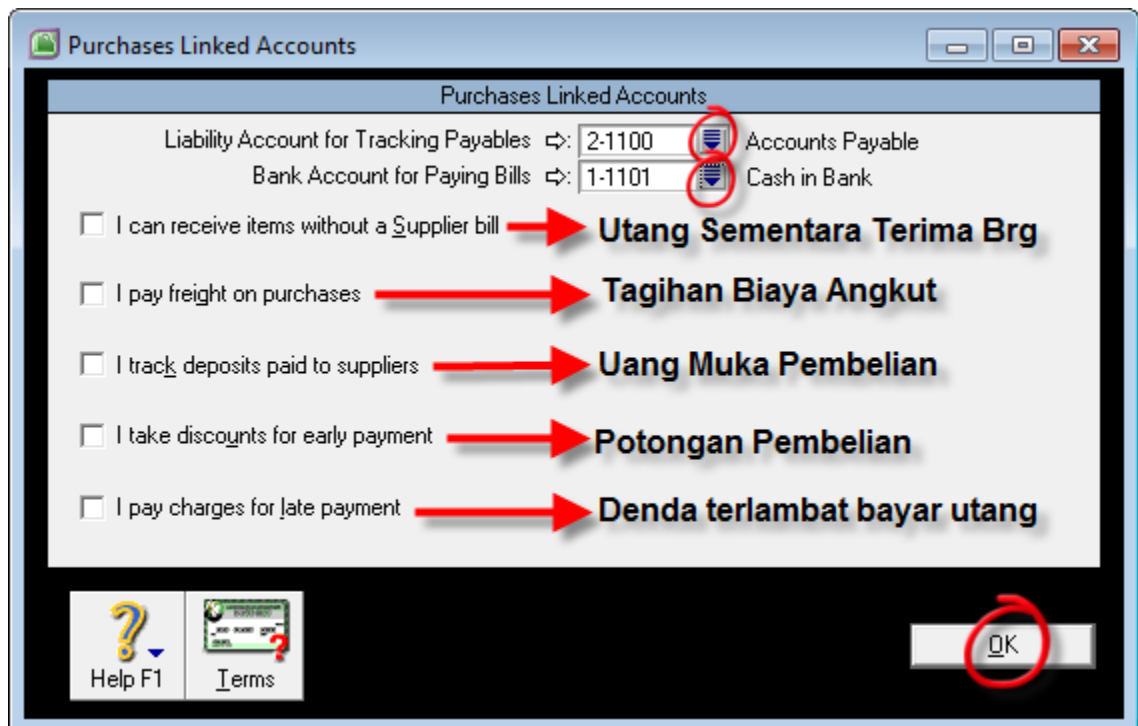 Purchases Linked Accounts
Purchases Linked Accounts
Liability Account for Tracking Payables ⇨: 2-1100 Accounts Payable
Bank Account for Paying Bills ⇨: 1-1101 Cash in Bank
I can receive items without a Supplier bill Utang Sementara Terima Brg
I pay freight on purchases Tagihan Biaya Angkut
I track deposits paid to suppliers Uang Muka Pembelian
I take discounts for early payment Potongan Pembelian
I pay charges for late payment Denda terlambat bayar utang
Help F1 Terms OK